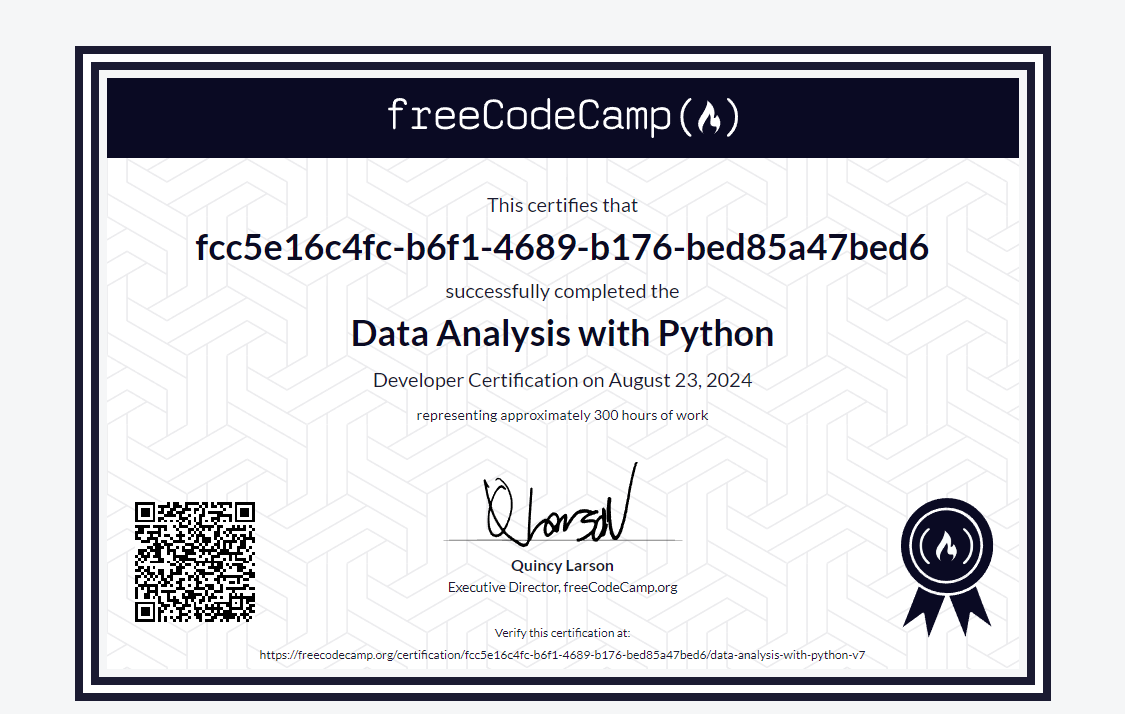 freeCodeCamp
This certifies that
fcc5e16c4fc-b6f1-4689-b176-bed85a47bed6
successfully completed the
Data Analysis with Python
Developer Certification on August 23, 2024
representing approximately 300 hours of work
Q Larson
Quincy Larson
Executive Director, freeCodeCamp.org
Verify this certification at:
https://freecodecamp.org/certification/fcc5e16c4fc-b6f1-4689-b176-bed85a47bed6/data-analysis-with-python-v7